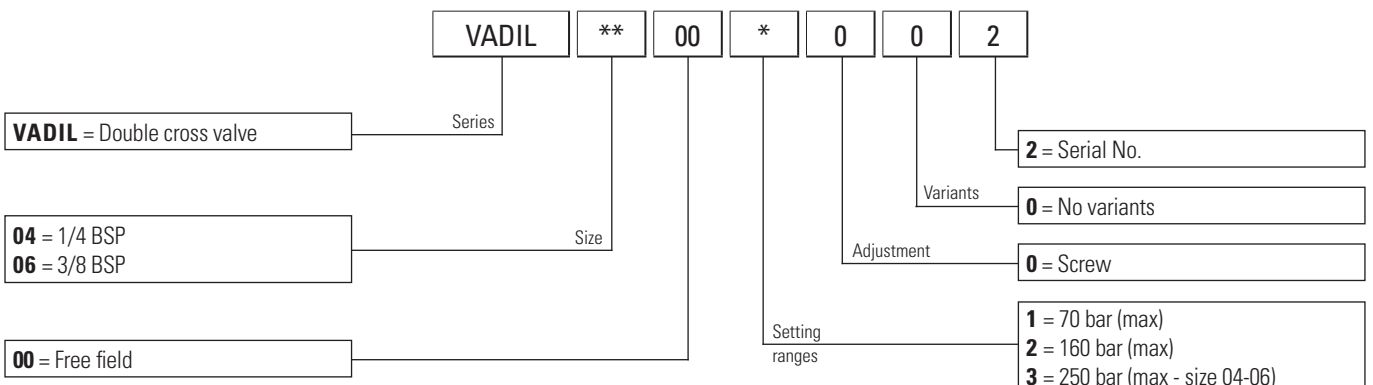 VADIL ** 00 * 0 0 2
Series
VADIL = Double cross valve
2 = Serial No.
Variants
0 = No variants
04 = 1/4 BSP
06 = 3/8 BSP
Size
Adjustment
0 = Screw
00 = Free field
Setting
ranges
1 = 70 bar (max)
2 = 160 bar (max)
3 = 250 bar (max - size 04-06)